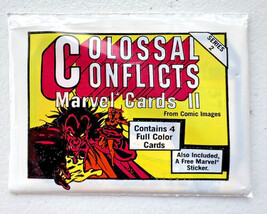 COLOSSAL
CONFLICTS
SERIES 2
Marvel Cards II
From Comic Images
Contains 4
Full Color
Cards
Also Included,
A Free Marvel
Sticker.